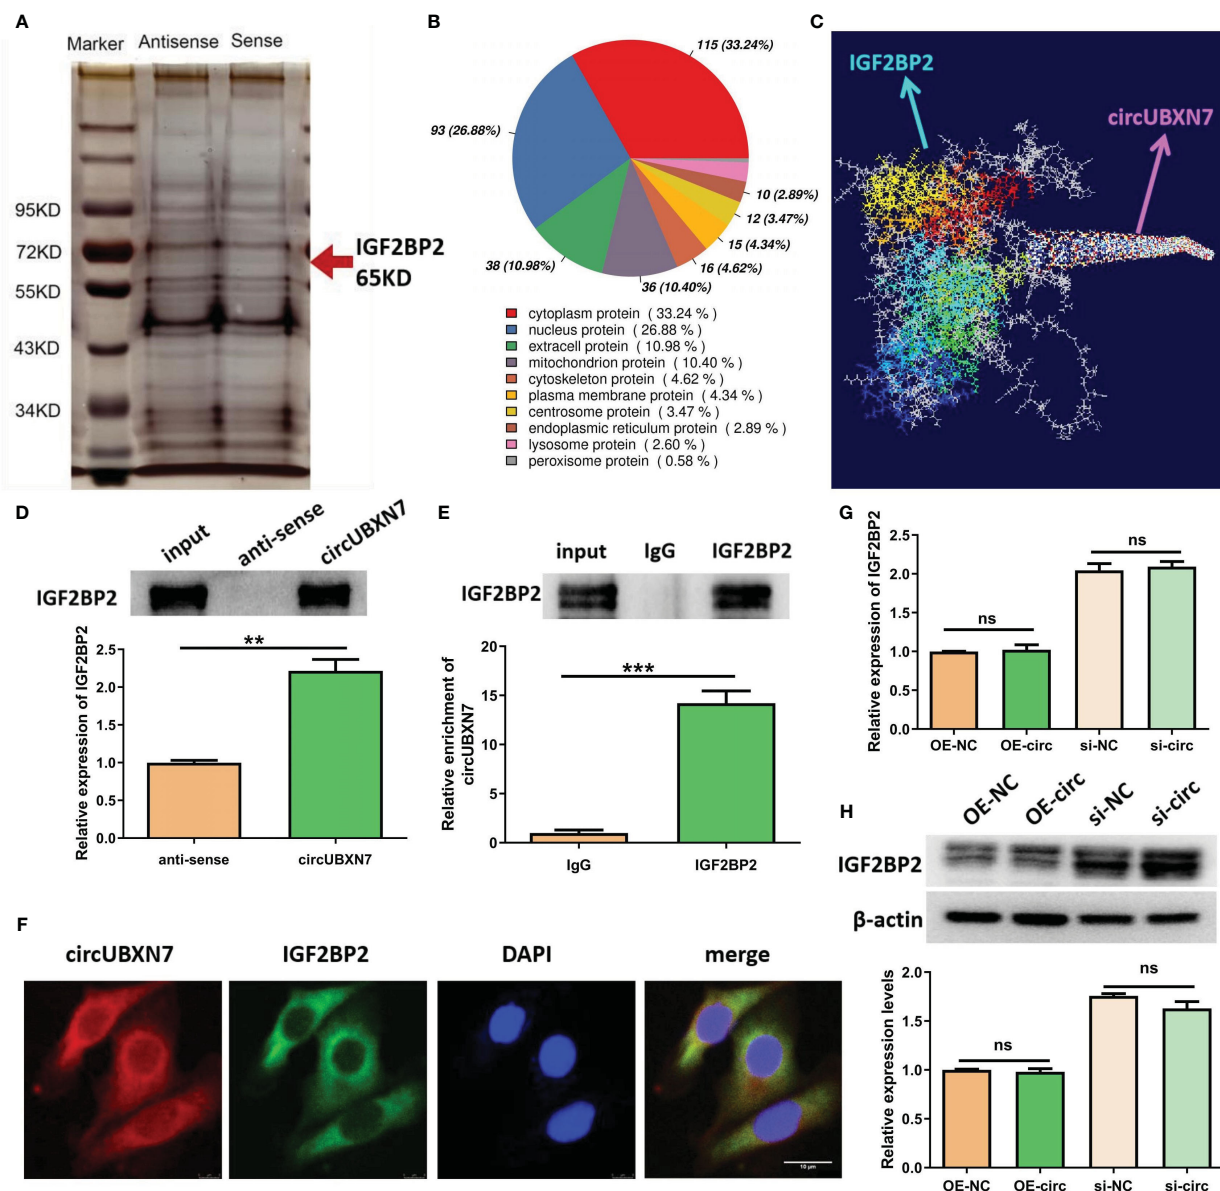 A
Marker Antisense Sense
95KD
72KD
55KD
43KD
34KD
IGF2BP2
65KD
B
115 (33.24%)
93 (26.88%)
38 (10.98%)
36 (10.40%)
16 (4.62%)
15 (4.34%)
12 (3.47%)
10 (2.89%)
cytoplasm protein ( 33.24 % )
nucleus protein ( 26.88 % )
extracell protein ( 10.98 % )
mitochondrion protein ( 10.40 % )
cytoskeleton protein ( 4.62 % )
plasma membrane protein ( 4.34 % )
centrosome protein ( 3.47 % )
endoplasmic reticulum protein ( 2.89 % )
lysosome protein ( 2.60 % )
peroxisome protein ( 0.58 % )
C
IGF2BP2
circUBXN7
D
input anti-sense circUBXN7
IGF2BP2
Relative expression of IGF2BP2
2.5
2.0
1.5
1.0
0.5
0.0
**
anti-sense circUBXN7
E
input IgG IGF2BP2
IGF2BP2
Relative enrichment of
circUBXN7
20
15
10
5
0
***
IgG IGF2BP2
F
circUBXN7 IGF2BP2 DAPI merge
10 μm
G
Relative expression of IGF2BP2
2.5
2.0
1.5
1.0
0.5
0.0
ns
ns
OE-NC OE-circ si-NC si-circ
H
OE-NC OE-circ si-NC si-circ
IGF2BP2
β-actin
Relative expression levels
2.0
1.5
1.0
0.5
0.0
ns
ns
OE-NC OE-circ si-NC si-circ